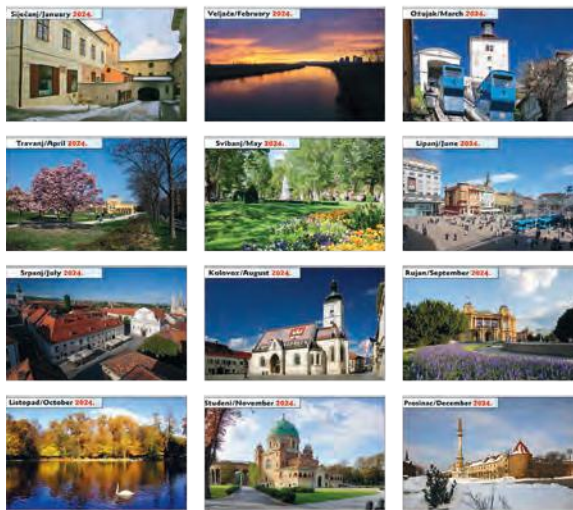 Siječanj/January 2024.
Veljača/February 2024.
Ožujak/March 2024.
Travanj/April 2024.
Svibanj/May 2024.
Lipanj/June 2024.
Srpanj/July 2024.
Kolovoz/August 2024.
Rujan/September 2024.
Listopad/October 2024.
Studeni/November 2024.
Prosinac/December 2024.